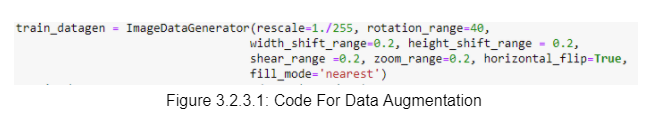 train_datagen = ImageDataGenerator(rescale=1./255, rotation_range=40,
width_shift_range=0.2, height_shift_range = 0.2,
shear_range =0.2, zoom_range=0.2, horizontal_flip=True,
fill_mode='nearest')
Figure 3.2.3.1: Code For Data Augmentation